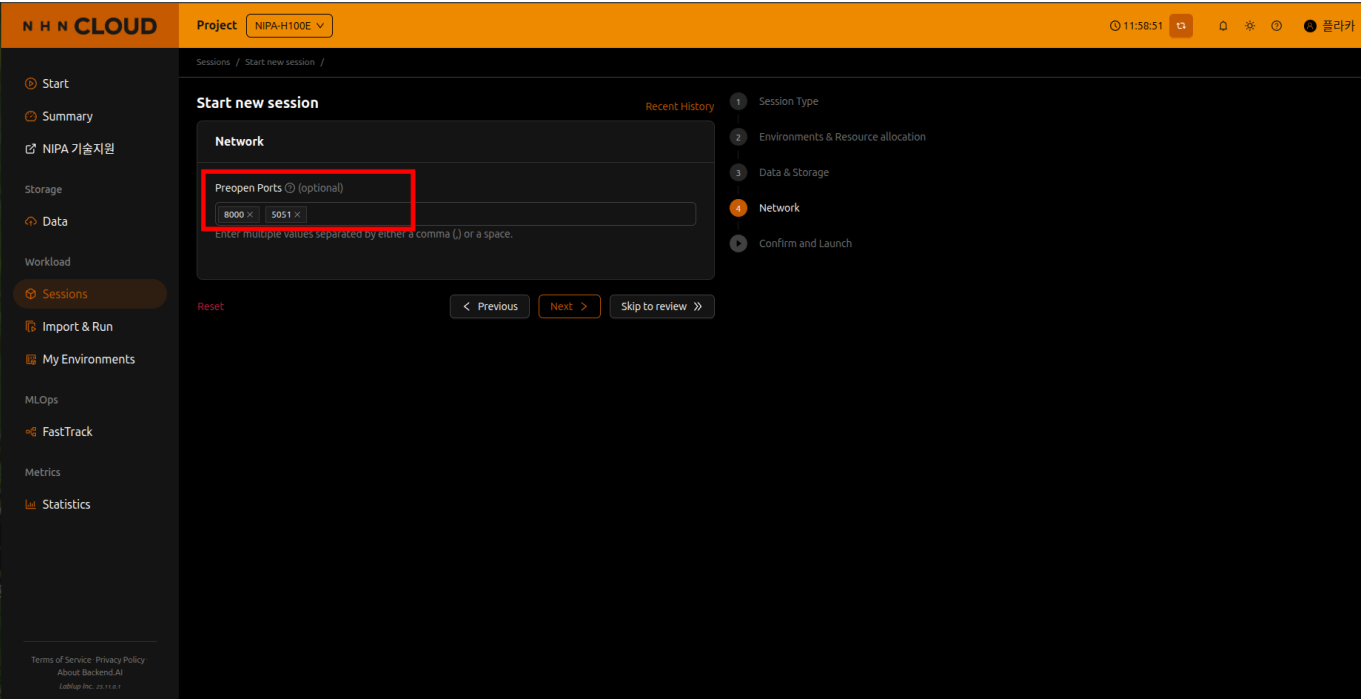 NHN CLOUD
Project NIPA-H100E
11:58:51
플라카
Sessions / Start new session /
Start
Summary
NIPA 기술지원
Storage
Data
Workload
Sessions
Import & Run
My Environments
MLOps
FastTrack
Metrics
Statistics
Terms of Service · Privacy Policy ·
About Backend.AI
Lablup Inc.
Start new session
Recent History
Network
Preopen Ports (optional)
8000 5051
Enter multiple values separated by either a comma (,) or a space.
Reset
Previous
Next
Skip to review
1 Session Type
2 Environments & Resource allocation
3 Data & Storage
4 Network
Confirm and Launch